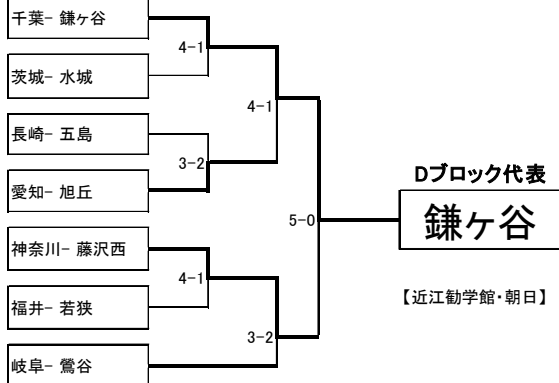 千葉- 鎌ヶ谷
4-1
茨城- 水城
4-1
長崎- 五島
3-2
愛知- 旭丘
Dブロック代表
5-0
鎌ヶ谷
神奈川- 藤沢西
4-1
【近江勧学館・朝日】
福井- 若狭
3-2
岐阜- 鶯谷